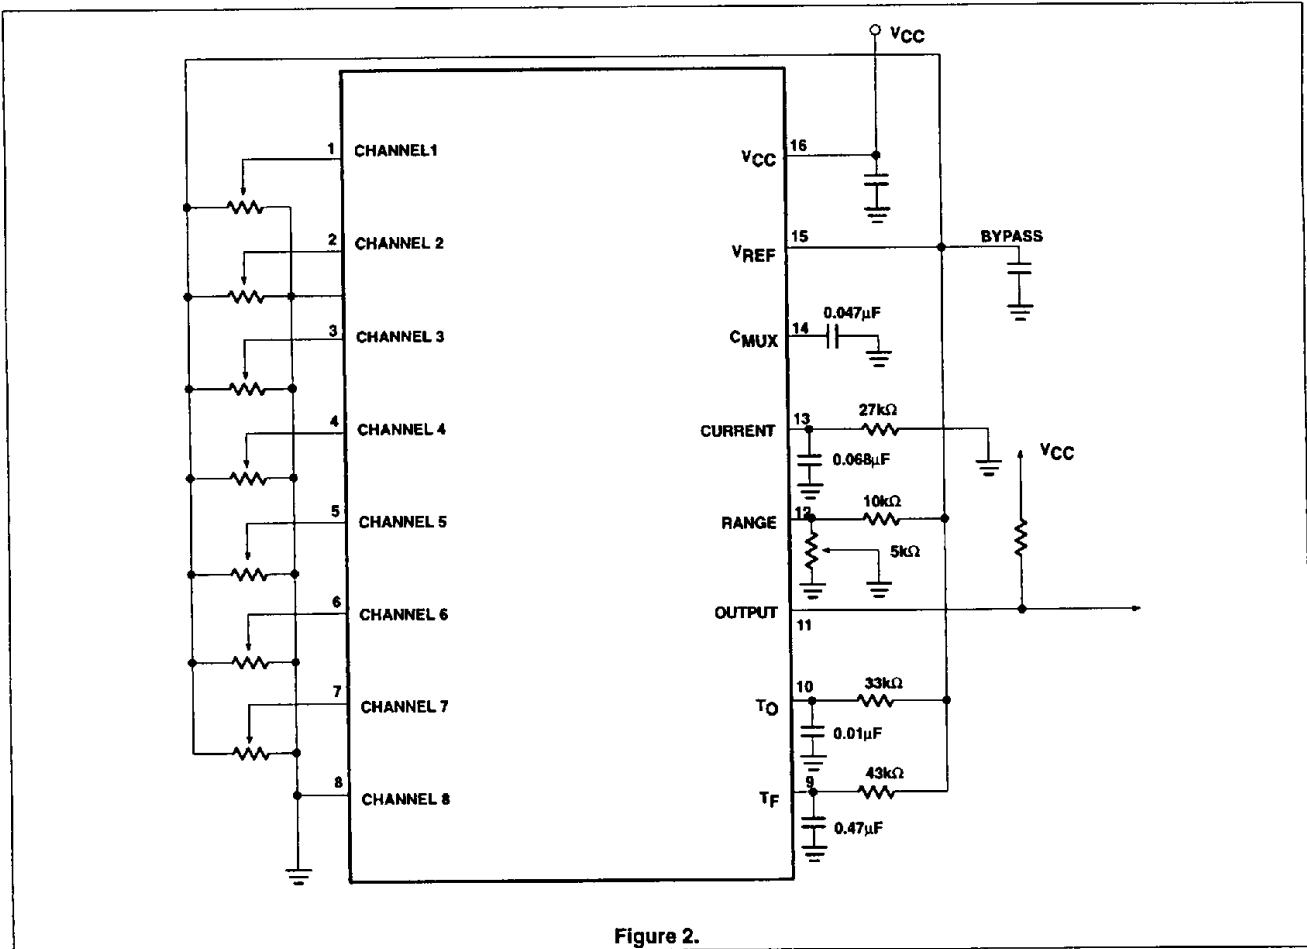 VCC
1 CHANNEL1
2 CHANNEL 2
3 CHANNEL 3
4 CHANNEL 4
5 CHANNEL 5
6 CHANNEL 6
7 CHANNEL 7
8 CHANNEL 8
VCC 16
VREF 15
BYPASS
CMUX 14
0.047µF
CURRENT 13
27kΩ
0.068µF
VCC
RANGE 12
10kΩ
5kΩ
OUTPUT 11
TO 10
33kΩ
0.01µF
TF 9
43kΩ
0.47µF
Figure 2.